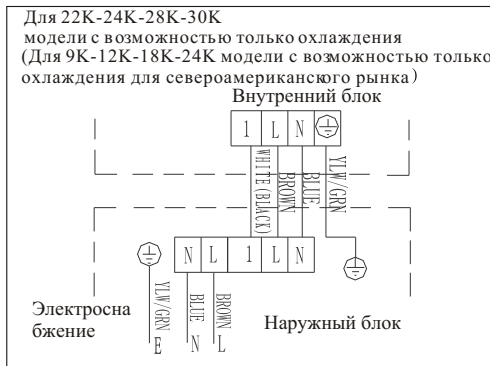 Для 22K-24K-28K-30K
модели с возможностью только охлаждения
(Для 9K-12K-18K-24K модели с возможностью только
охлаждения для североамериканского рынка)
Внутренний блок
1 L N
WHITE(BLACK)
BROWN
BLUE
YLW/GRN
N L 1 L N
YLW/GRN
BLUE
BROWN
Электросна
бжение
E N L
Наружный блок